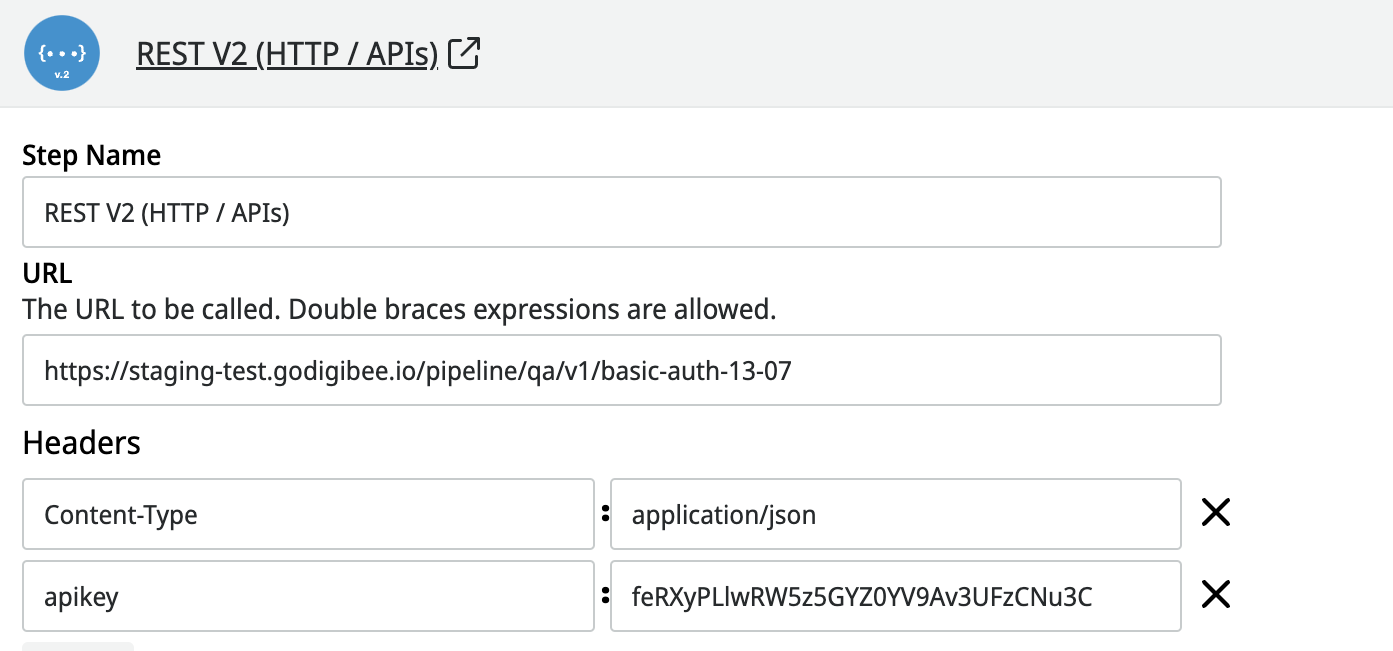 {•••}
v.2
REST V2 (HTTP / APIs)
Step Name
REST V2 (HTTP / APIs)
URL
The URL to be called. Double braces expressions are allowed.
https://staging-test.godigibee.io/pipeline/qa/v1/basic-auth-13-07
Headers
Content-Type : application/json
apikey : feRXyPLlwRW5z5GYZ0YV9Av3UFzCNu3C